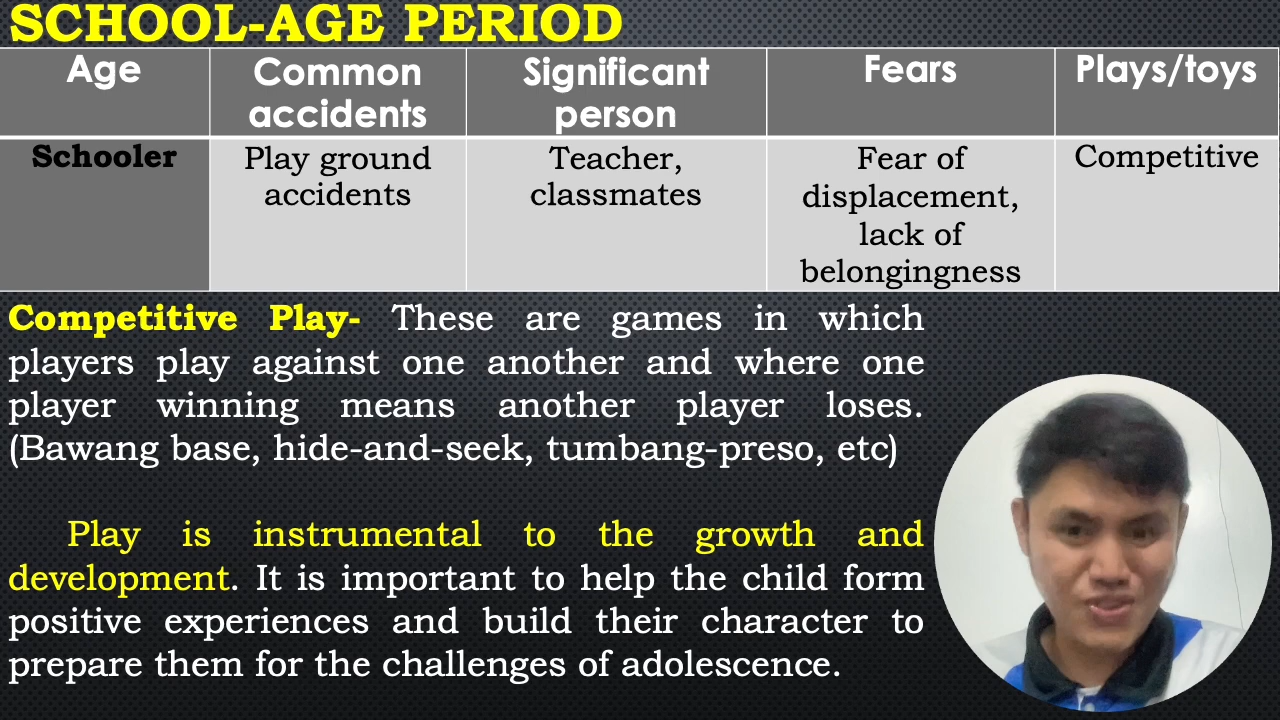 SCHOOL-AGE PERIOD
Age
Common
accidents
Significant
person
Fears
Plays/toys
Schooler
Play ground
accidents
Teacher,
classmates
Fear of
displacement,
lack of
belongingness
Competitive
Competitive Play- These are games in which
players play against one another and where one
player winning means another player loses.
(Bawang base, hide-and-seek, tumbang-preso, etc)
Play is instrumental to the growth and
development. It is important to help the child form
positive experiences and build their character to
prepare them for the challenges of adolescence.